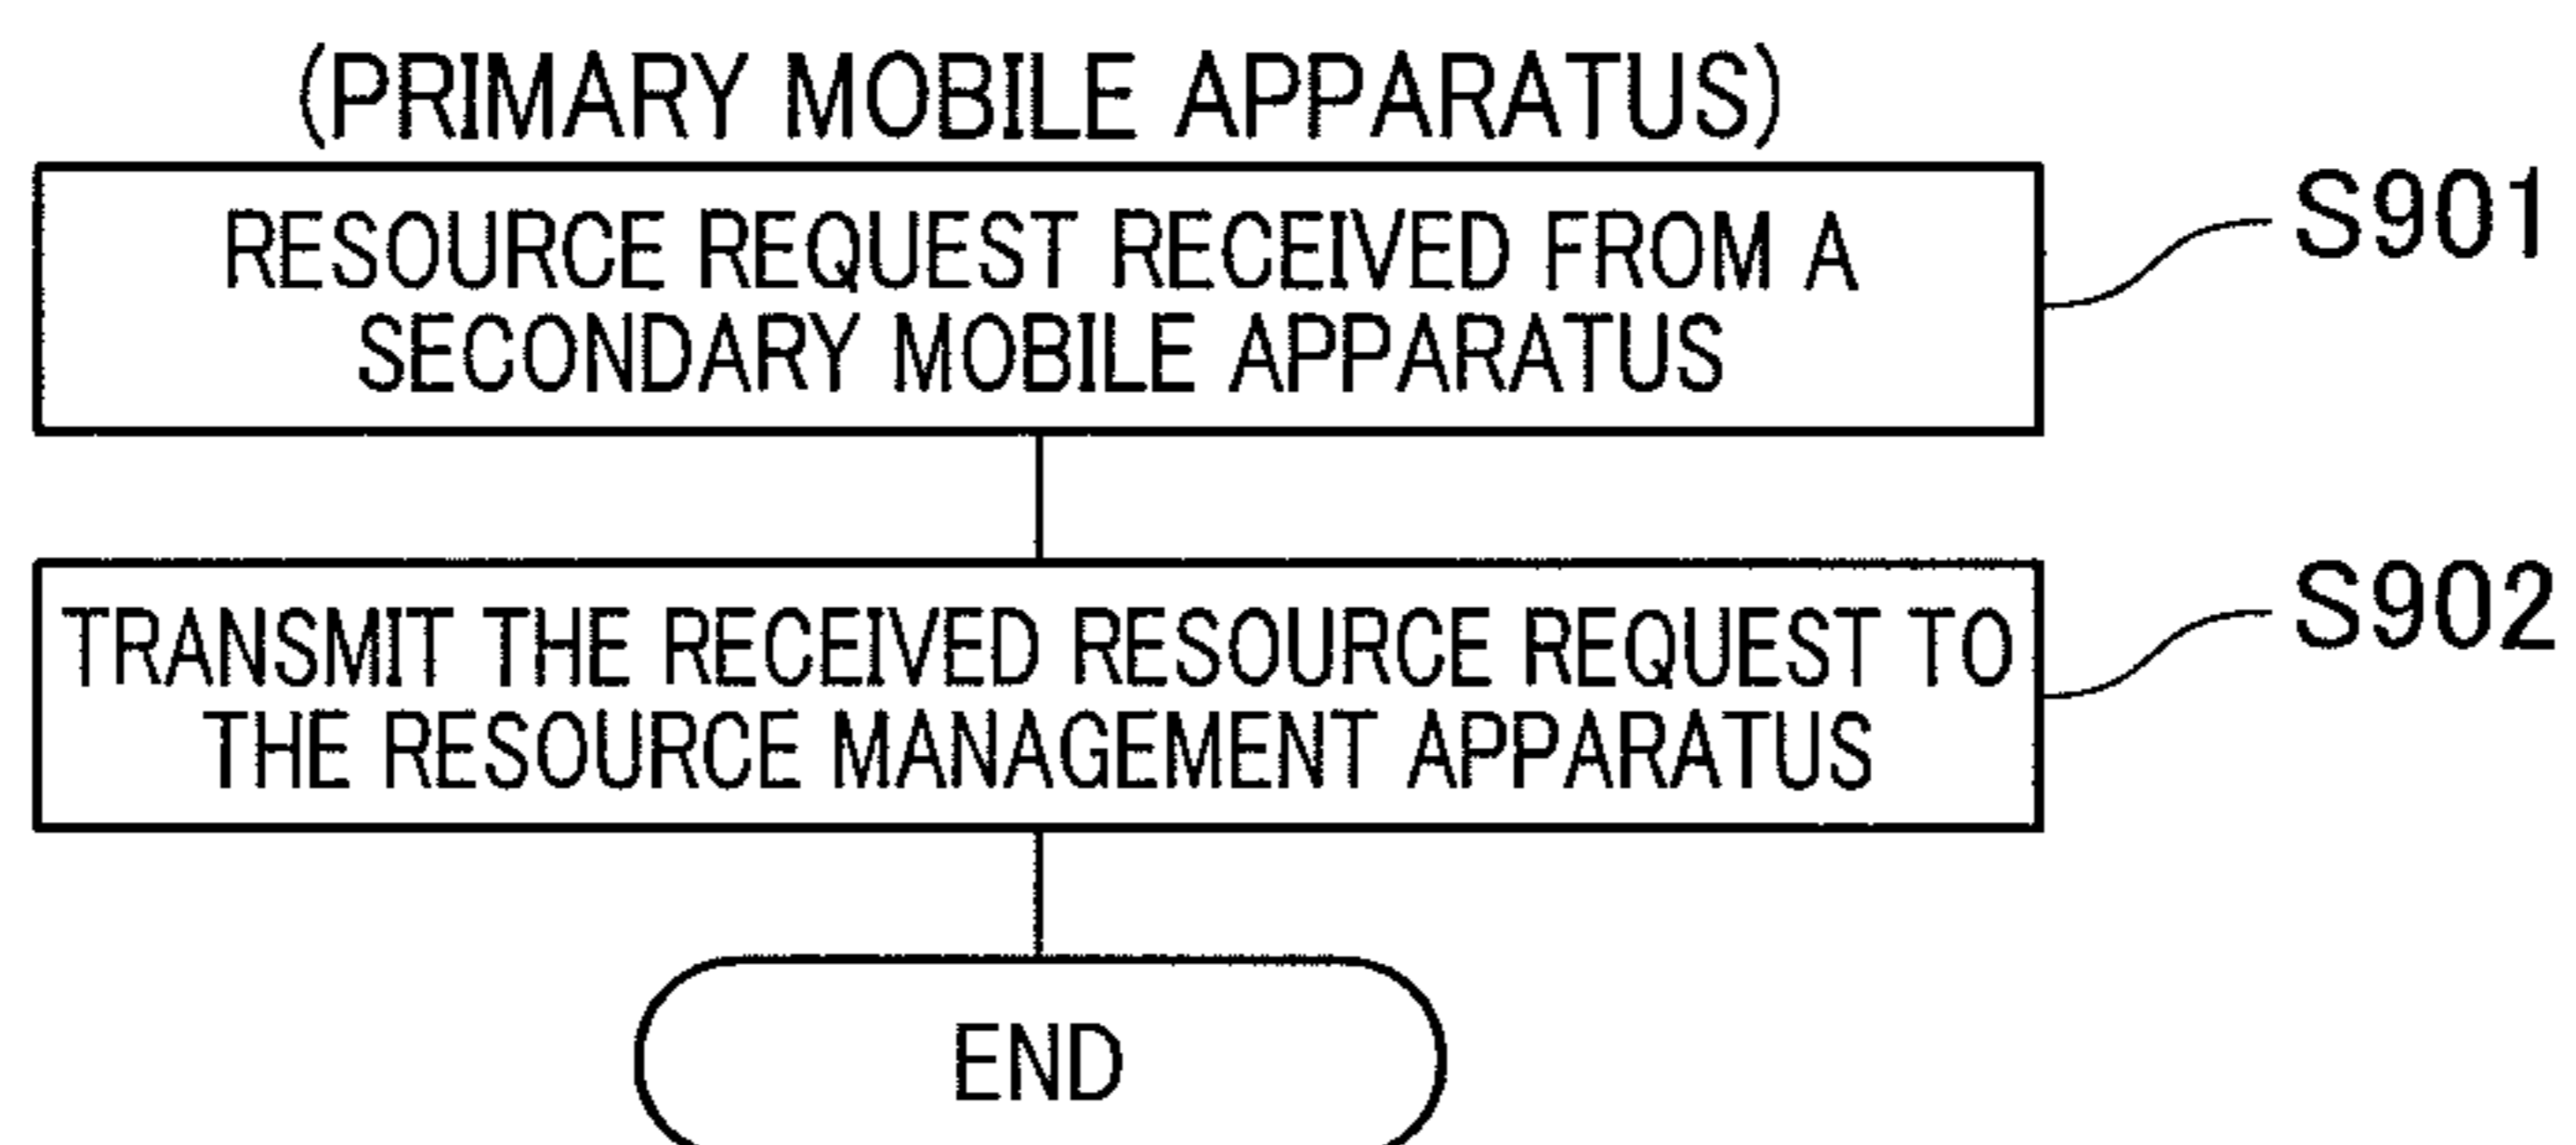 (PRIMARY MOBILE APPARATUS)
RESOURCE REQUEST RECEIVED FROM A
SECONDARY MOBILE APPARATUS
S901
TRANSMIT THE RECEIVED RESOURCE REQUEST TO
THE RESOURCE MANAGEMENT APPARATUS
S902
END